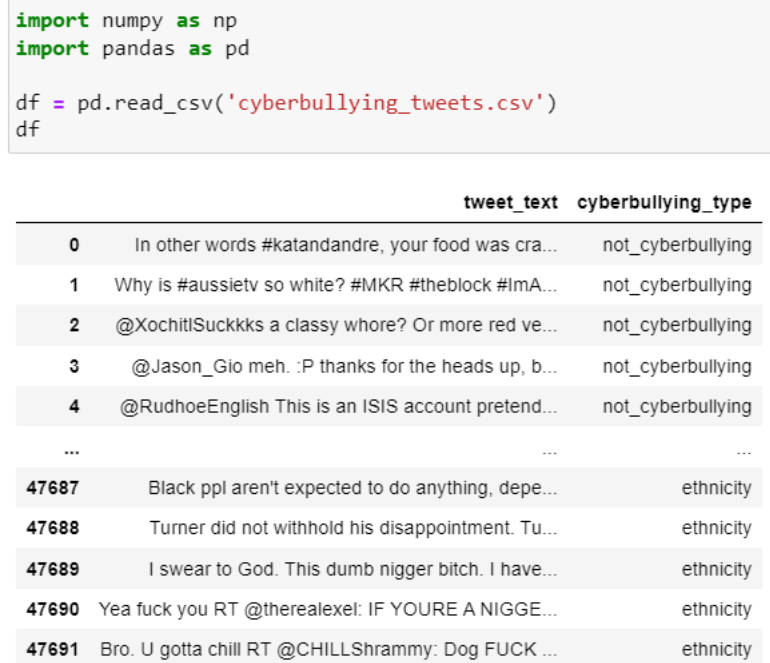 import numpy as np
import pandas as pd
df = pd.read_csv('cyberbullying_tweets.csv')
df
tweet_text cyberbullying_type
0 In other words #katandandre, your food was cra... not_cyberbullying
1 Why is #aussietv so white? #MKR #theblock #ImA... not_cyberbullying
2 @XochitlSuckkks a classy whore? Or more red ve... not_cyberbullying
3 @Jason_Gio meh. :P thanks for the heads up, b... not_cyberbullying
4 @RudhoeEnglish This is an ISIS account pretend... not_cyberbullying
... ... ...
47687 Black ppl aren't expected to do anything, depe... ethnicity
47688 Turner did not withhold his disappointment. Tu... ethnicity
47689 I swear to God. This dumb nigger bitch. I have... ethnicity
47690 Yea fuck you RT @therealexel: IF YOURE A NIGGE... ethnicity
47691 Bro. U gotta chill RT @CHILLShrammy: Dog FUCK ... ethnicity